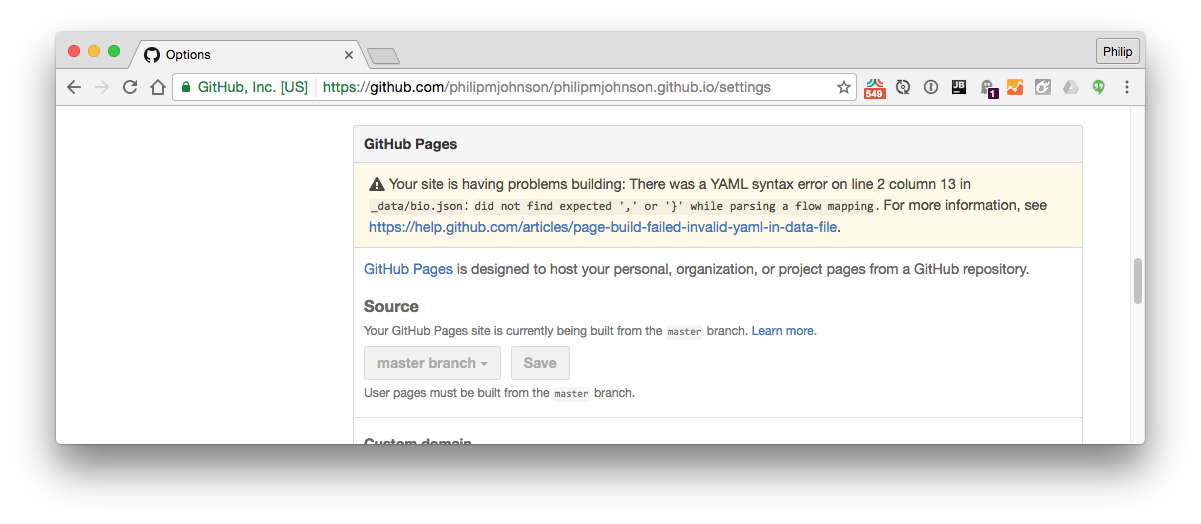 Options
Philip
GitHub, Inc. [US] https://github.com/philipmjohnson/philipmjohnson.github.io/settings
549
JB
1
GitHub Pages
Your site is having problems building: There was a YAML syntax error on line 2 column 13 in
_data/bio.json: did not find expected ',' or '}' while parsing a flow mapping. For more information, see
https://help.github.com/articles/page-build-failed-invalid-yaml-in-data-file.
GitHub Pages is designed to host your personal, organization, or project pages from a GitHub repository.
Source
Your GitHub Pages site is currently being built from the master branch. Learn more.
master branch Save
User pages must be built from the master branch.
Custom domain